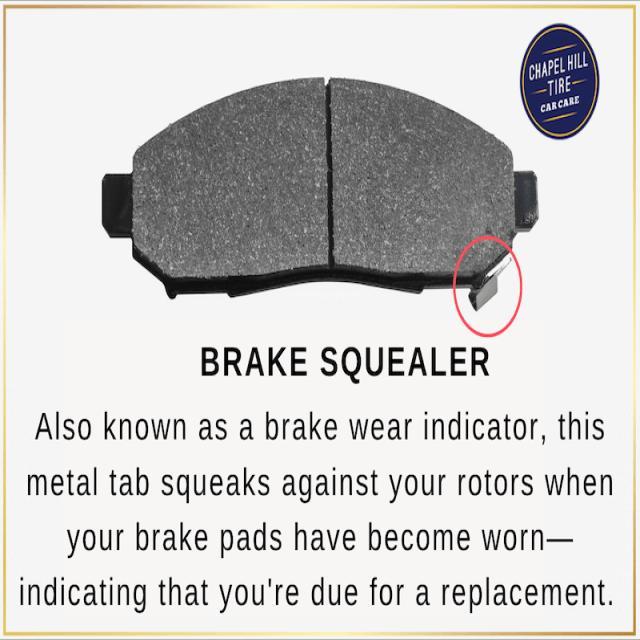 CHAPEL HILL
TIRE
CAR CARE
BRAKE SQUEALER
Also known as a brake wear indicator, this
metal tab squeaks against your rotors when
your brake pads have become worn—
indicating that you're due for a replacement.